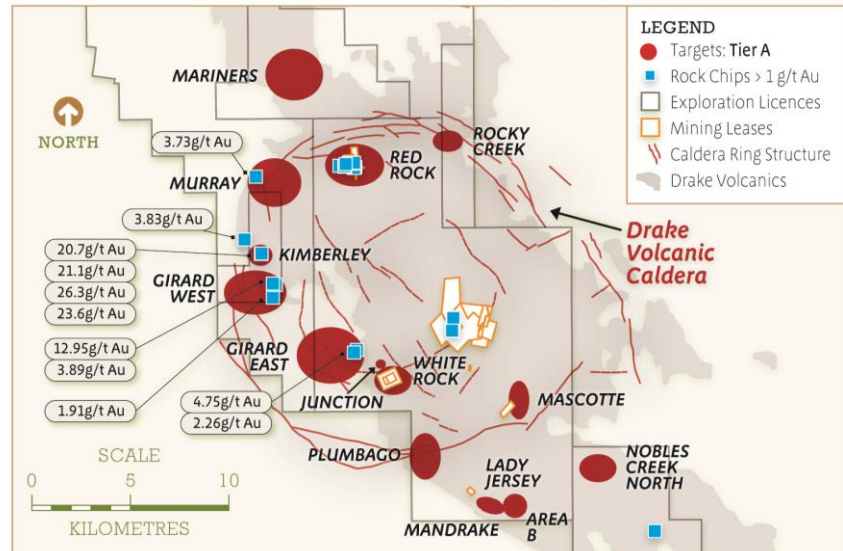 LEGEND
Targets: Tier A
Rock Chips > 1 g/t Au
Exploration Licences
Mining Leases
Caldera Ring Structure
Drake Volcanics
NORTH
MARINERS
ROCKY
CREEK
RED
ROCK
3.73g/t Au
MURRAY
3.83g/t Au
20.7g/t Au
21.1g/t Au
26.3g/t Au
23.6g/t Au
12.95g/t Au
3.89g/t Au
1.91g/t Au
KIMBERLEY
GIRARD
WEST
Drake
Volcanic
Caldera
GIRARD
EAST
WHITE
ROCK
JUNCTION
4.75g/t Au
2.26g/t Au
MASCOTTE
PLUMBAGO
LADY
JERSEY
NOBLES
CREEK
NORTH
MANDRAKE
AREA
B
SCALE
0 5 10
KILOMETRES